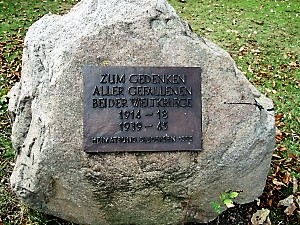 ZUM GEDENKEN
ALLER GEFALLENEN
BEIDER WELTKRIEGE
1914 - 18
1939 - 45